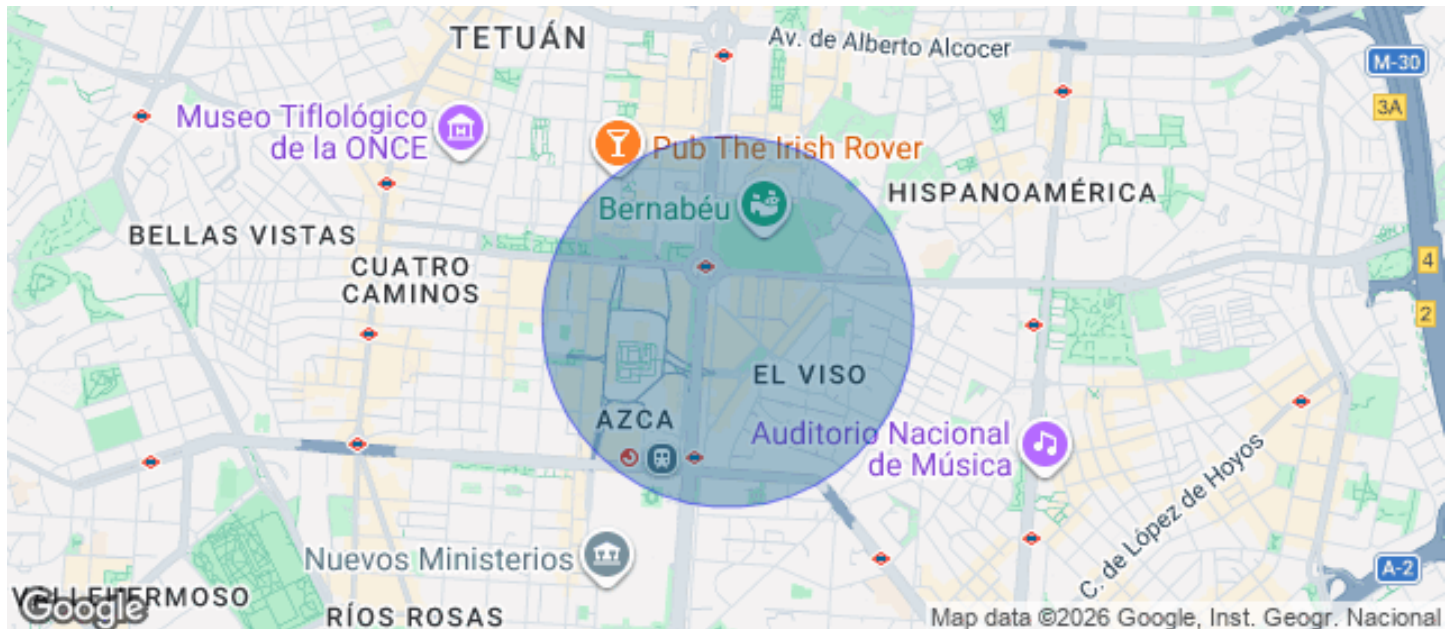 TETUÁN
Av. de Alberto Alcocer
M-30
3A
Museo Tiflológico
de la ONCE
Pub The Irish Rover
HISPANOAMÉRICA
Bernabéu
BELLAS VISTAS
CUATRO
CAMINOS
4
2
EL VISO
AZCA
Auditorio Nacional
de Música
C. de López de Hoyos
Nuevos Ministerios
A-2
VALLEHERMOSO
Google
RÍOS ROSAS
Map data ©2026 Google, Inst. Geogr. Nacional